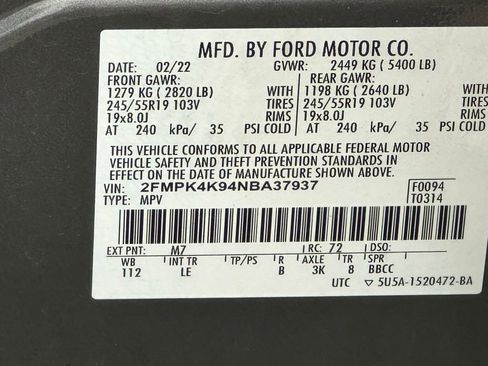 MFD. BY FORD MOTOR CO.
DATE: 02/22 GVWR: 2449 KG ( 5400 LB)
FRONT GAWR: REAR GAWR:
1279 KG ( 2820 LB) WITH 1198 KG ( 2640 LB) WITH
245/55R19 103V TIRES 245/55R19 103V TIRES
19x8.0J RIMS 19x8.0J RIMS
AT 240 kPa/ 35 PSI COLD AT 240 kPa/ 35 PSI COLD
THIS VEHICLE CONFORMS TO ALL APPLICABLE FEDERAL MOTOR
VEHICLE SAFETY AND THEFT PREVENTION STANDARDS IN
EFFECT ON THE DATE OF MANUFACTURE SHOWN ABOVE.
VIN: 2FMPK4K94NBA37937 F0094
TYPE: MPV T0314
EXT PNT: M7 RC: 72 DSO:
WB INT TR TP/PS R AXLE TR SPR
112 LE B 3K 8 BBCC
UTC ▽ 5U5A-1520472-BA